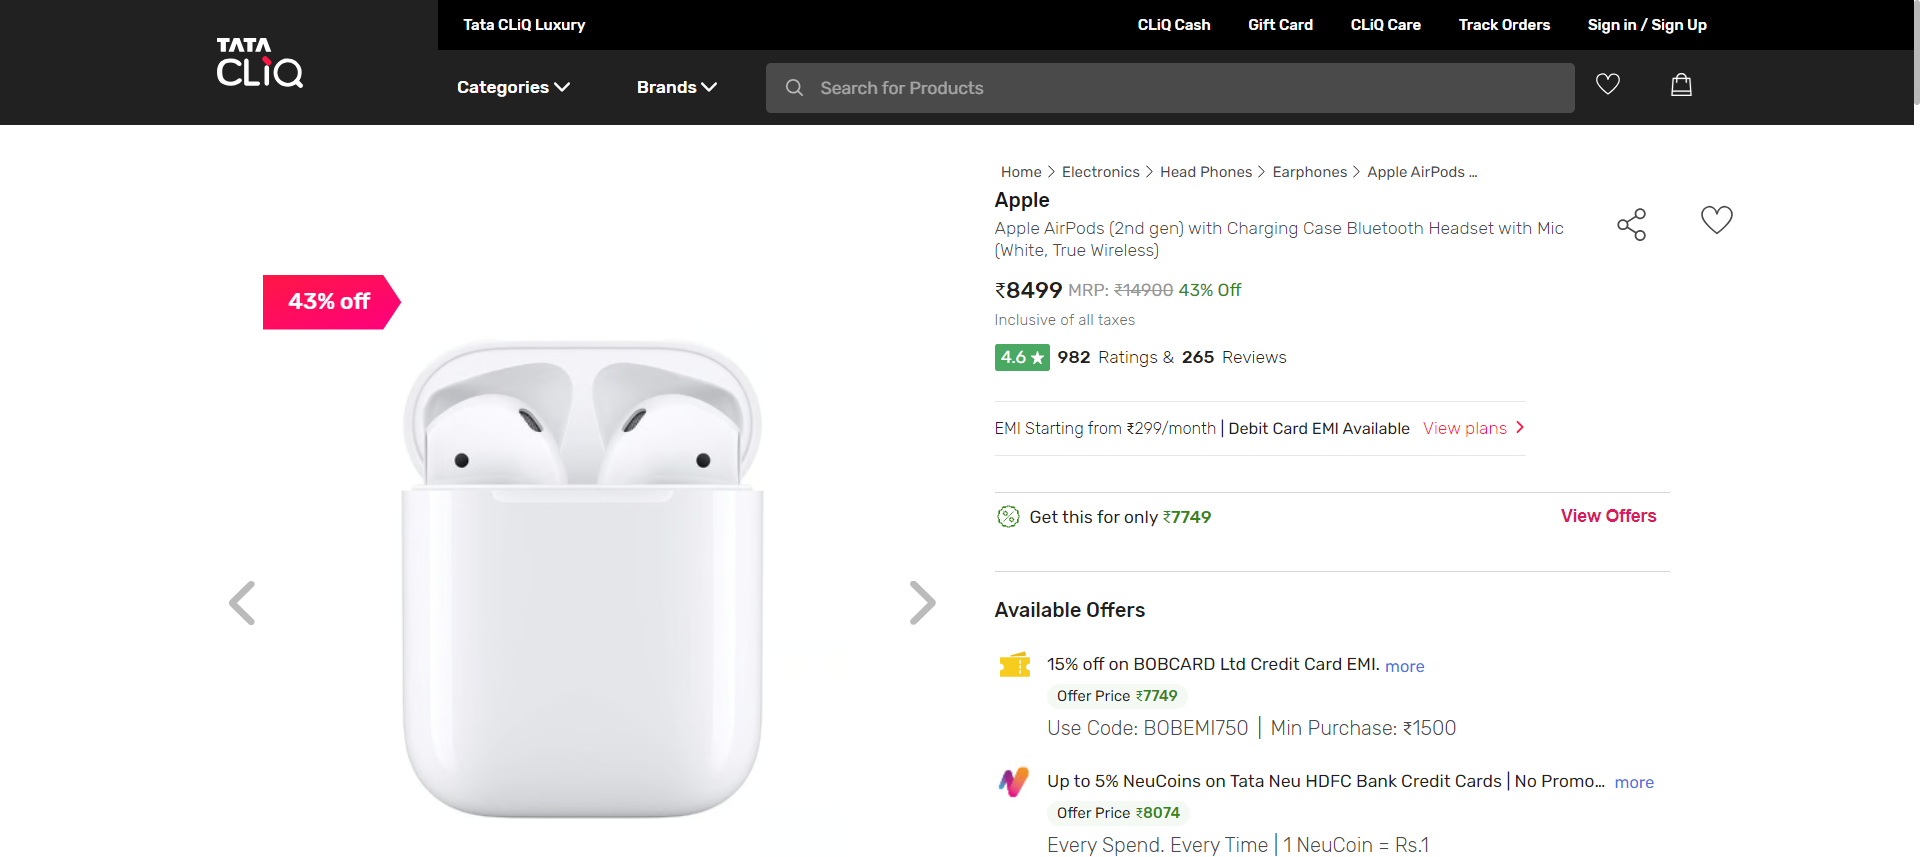 Tata CLiQ Luxury
CLiQ Cash
Gift Card
CLiQ Care
Track Orders
Sign in / Sign Up
TATA
CLiQ
Categories
Brands
Search for Products
Home > Electronics > Head Phones > Earphones > Apple AirPods ...
Apple
Apple AirPods (2nd gen) with Charging Case Bluetooth Headset with Mic
(White, True Wireless)
43% off
₹8499 MRP: ₹14900 43% Off
Inclusive of all taxes
4.6 ★ 982 Ratings & 265 Reviews
EMI Starting from ₹299/month | Debit Card EMI Available View plans >
Get this for only ₹7749
View Offers
Available Offers
15% off on BOBCARD Ltd Credit Card EMI. more
Offer Price ₹7749
Use Code: BOBEMI750 | Min Purchase: ₹1500
Up to 5% NeuCoins on Tata Neu HDFC Bank Credit Cards | No Promo... more
Offer Price ₹8074
Every Spend. Every Time | 1 NeuCoin = Rs.1